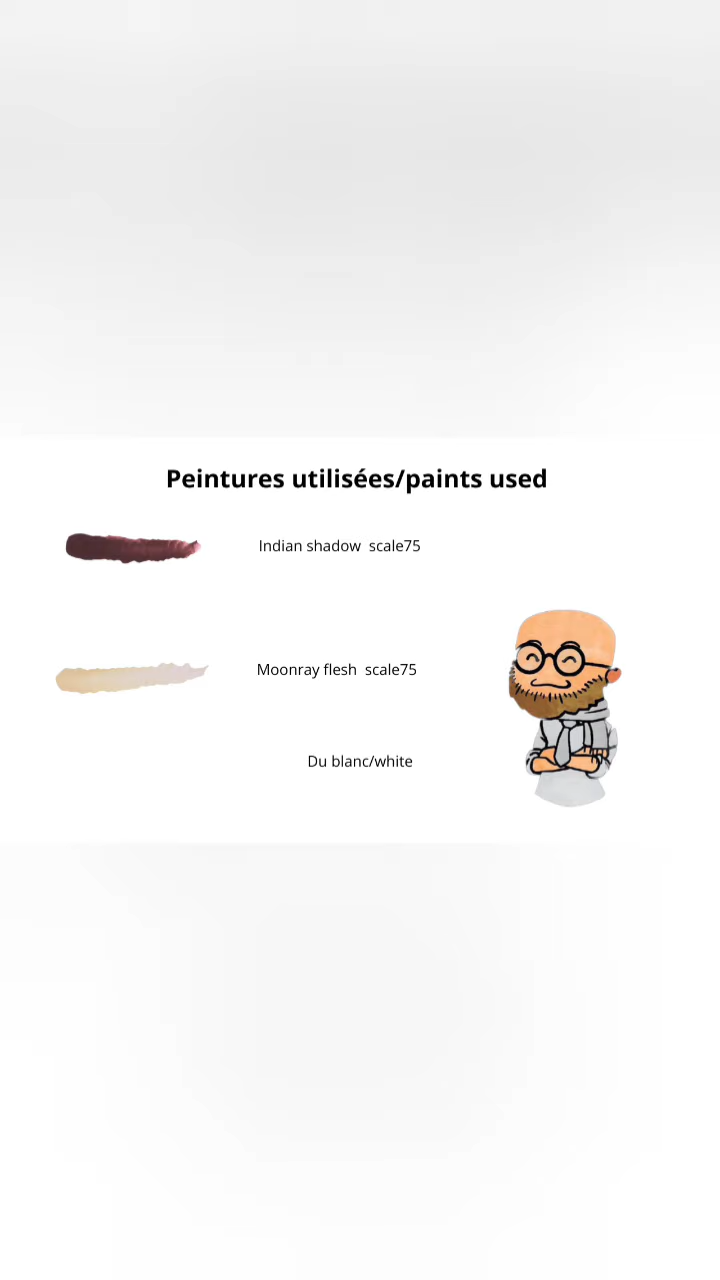 Peintures utilisées/paints used
Indian shadow scale75
Moonray flesh scale75
Du blanc/white